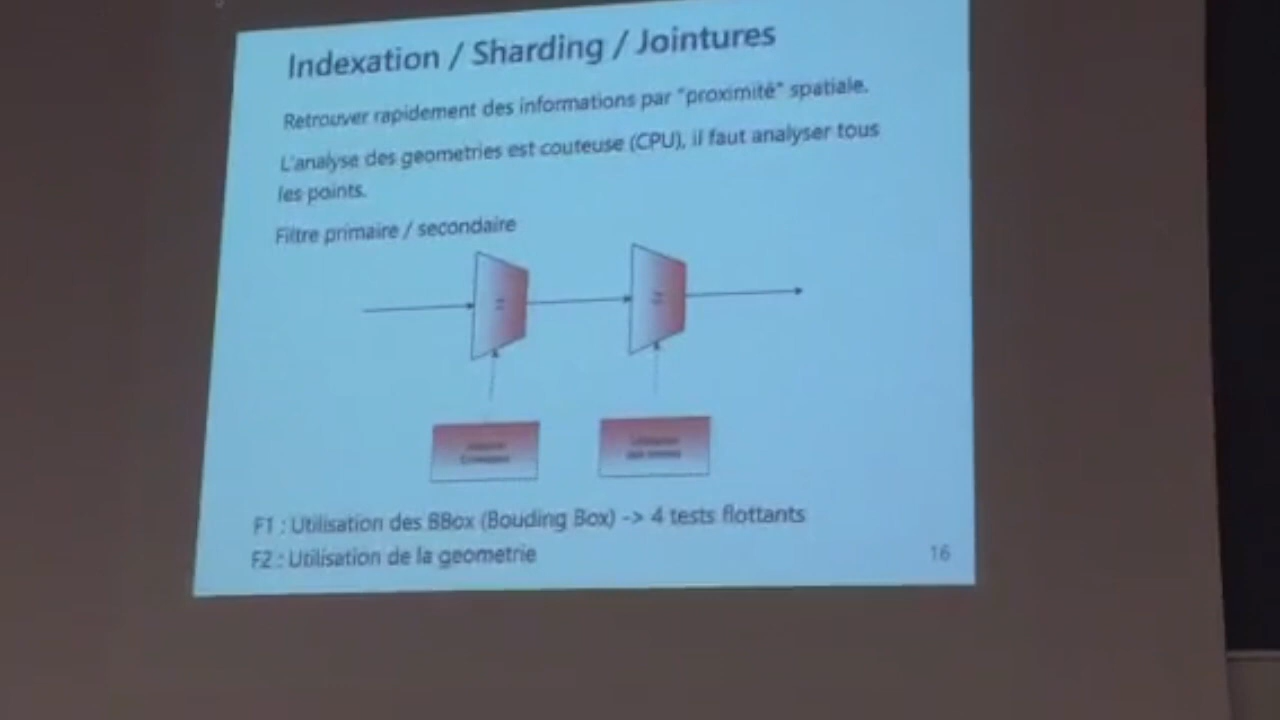 Indexation / Sharding / Jointures
Retrouver rapidement des informations par "proximité" spatiale.
L'analyse des geometries est couteuse (CPU), il faut analyser tous
les points.
Filtre primaire / secondaire
F1 : Utilisation des BBox (Bouding Box) -> 4 tests flottants
F2 : Utilisation de la geometrie
16